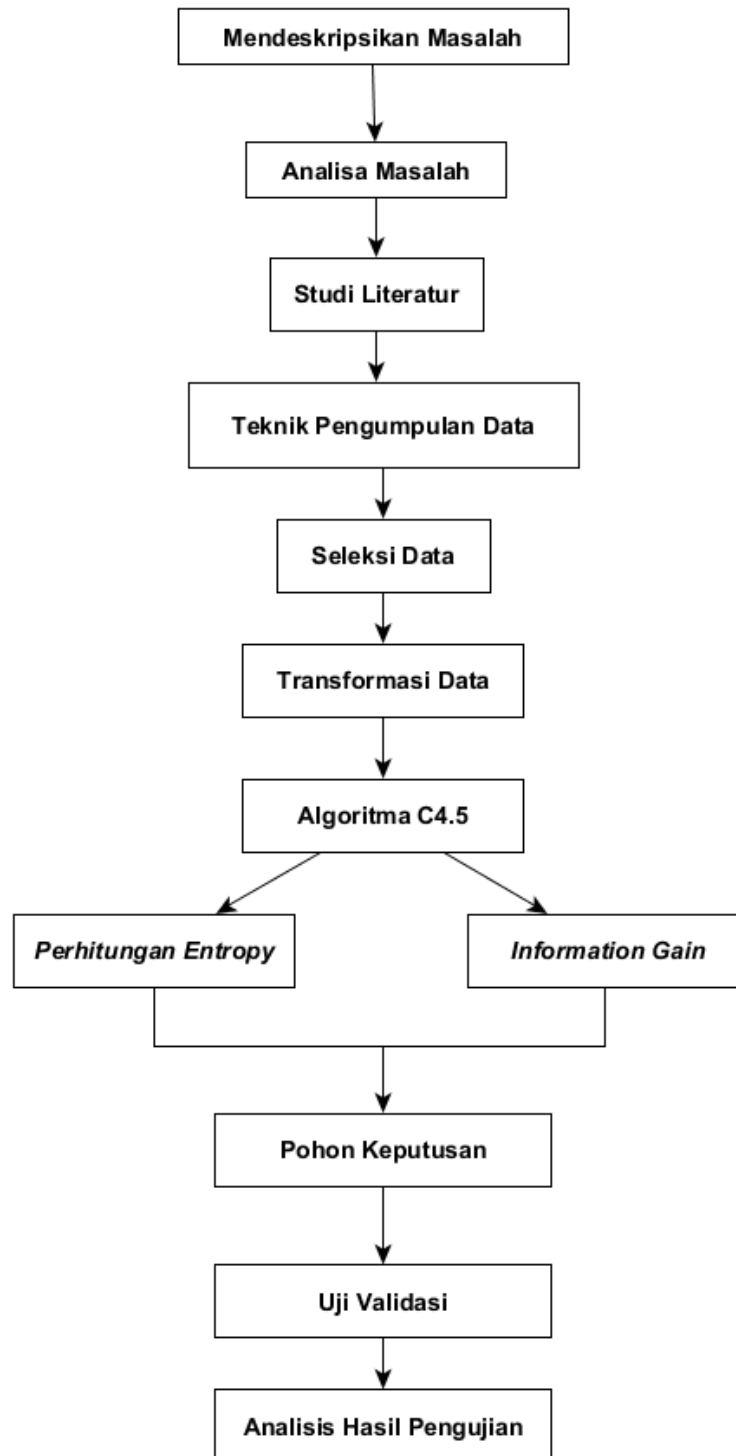 Mendeskripsikan Masalah
Analisa Masalah
Studi Literatur
Teknik Pengumpulan Data
Seleksi Data
Transformasi Data
Algoritma C4.5
Perhitungan Entropy
Information Gain
Pohon Keputusan
Uji Validasi
Analisis Hasil Pengujian